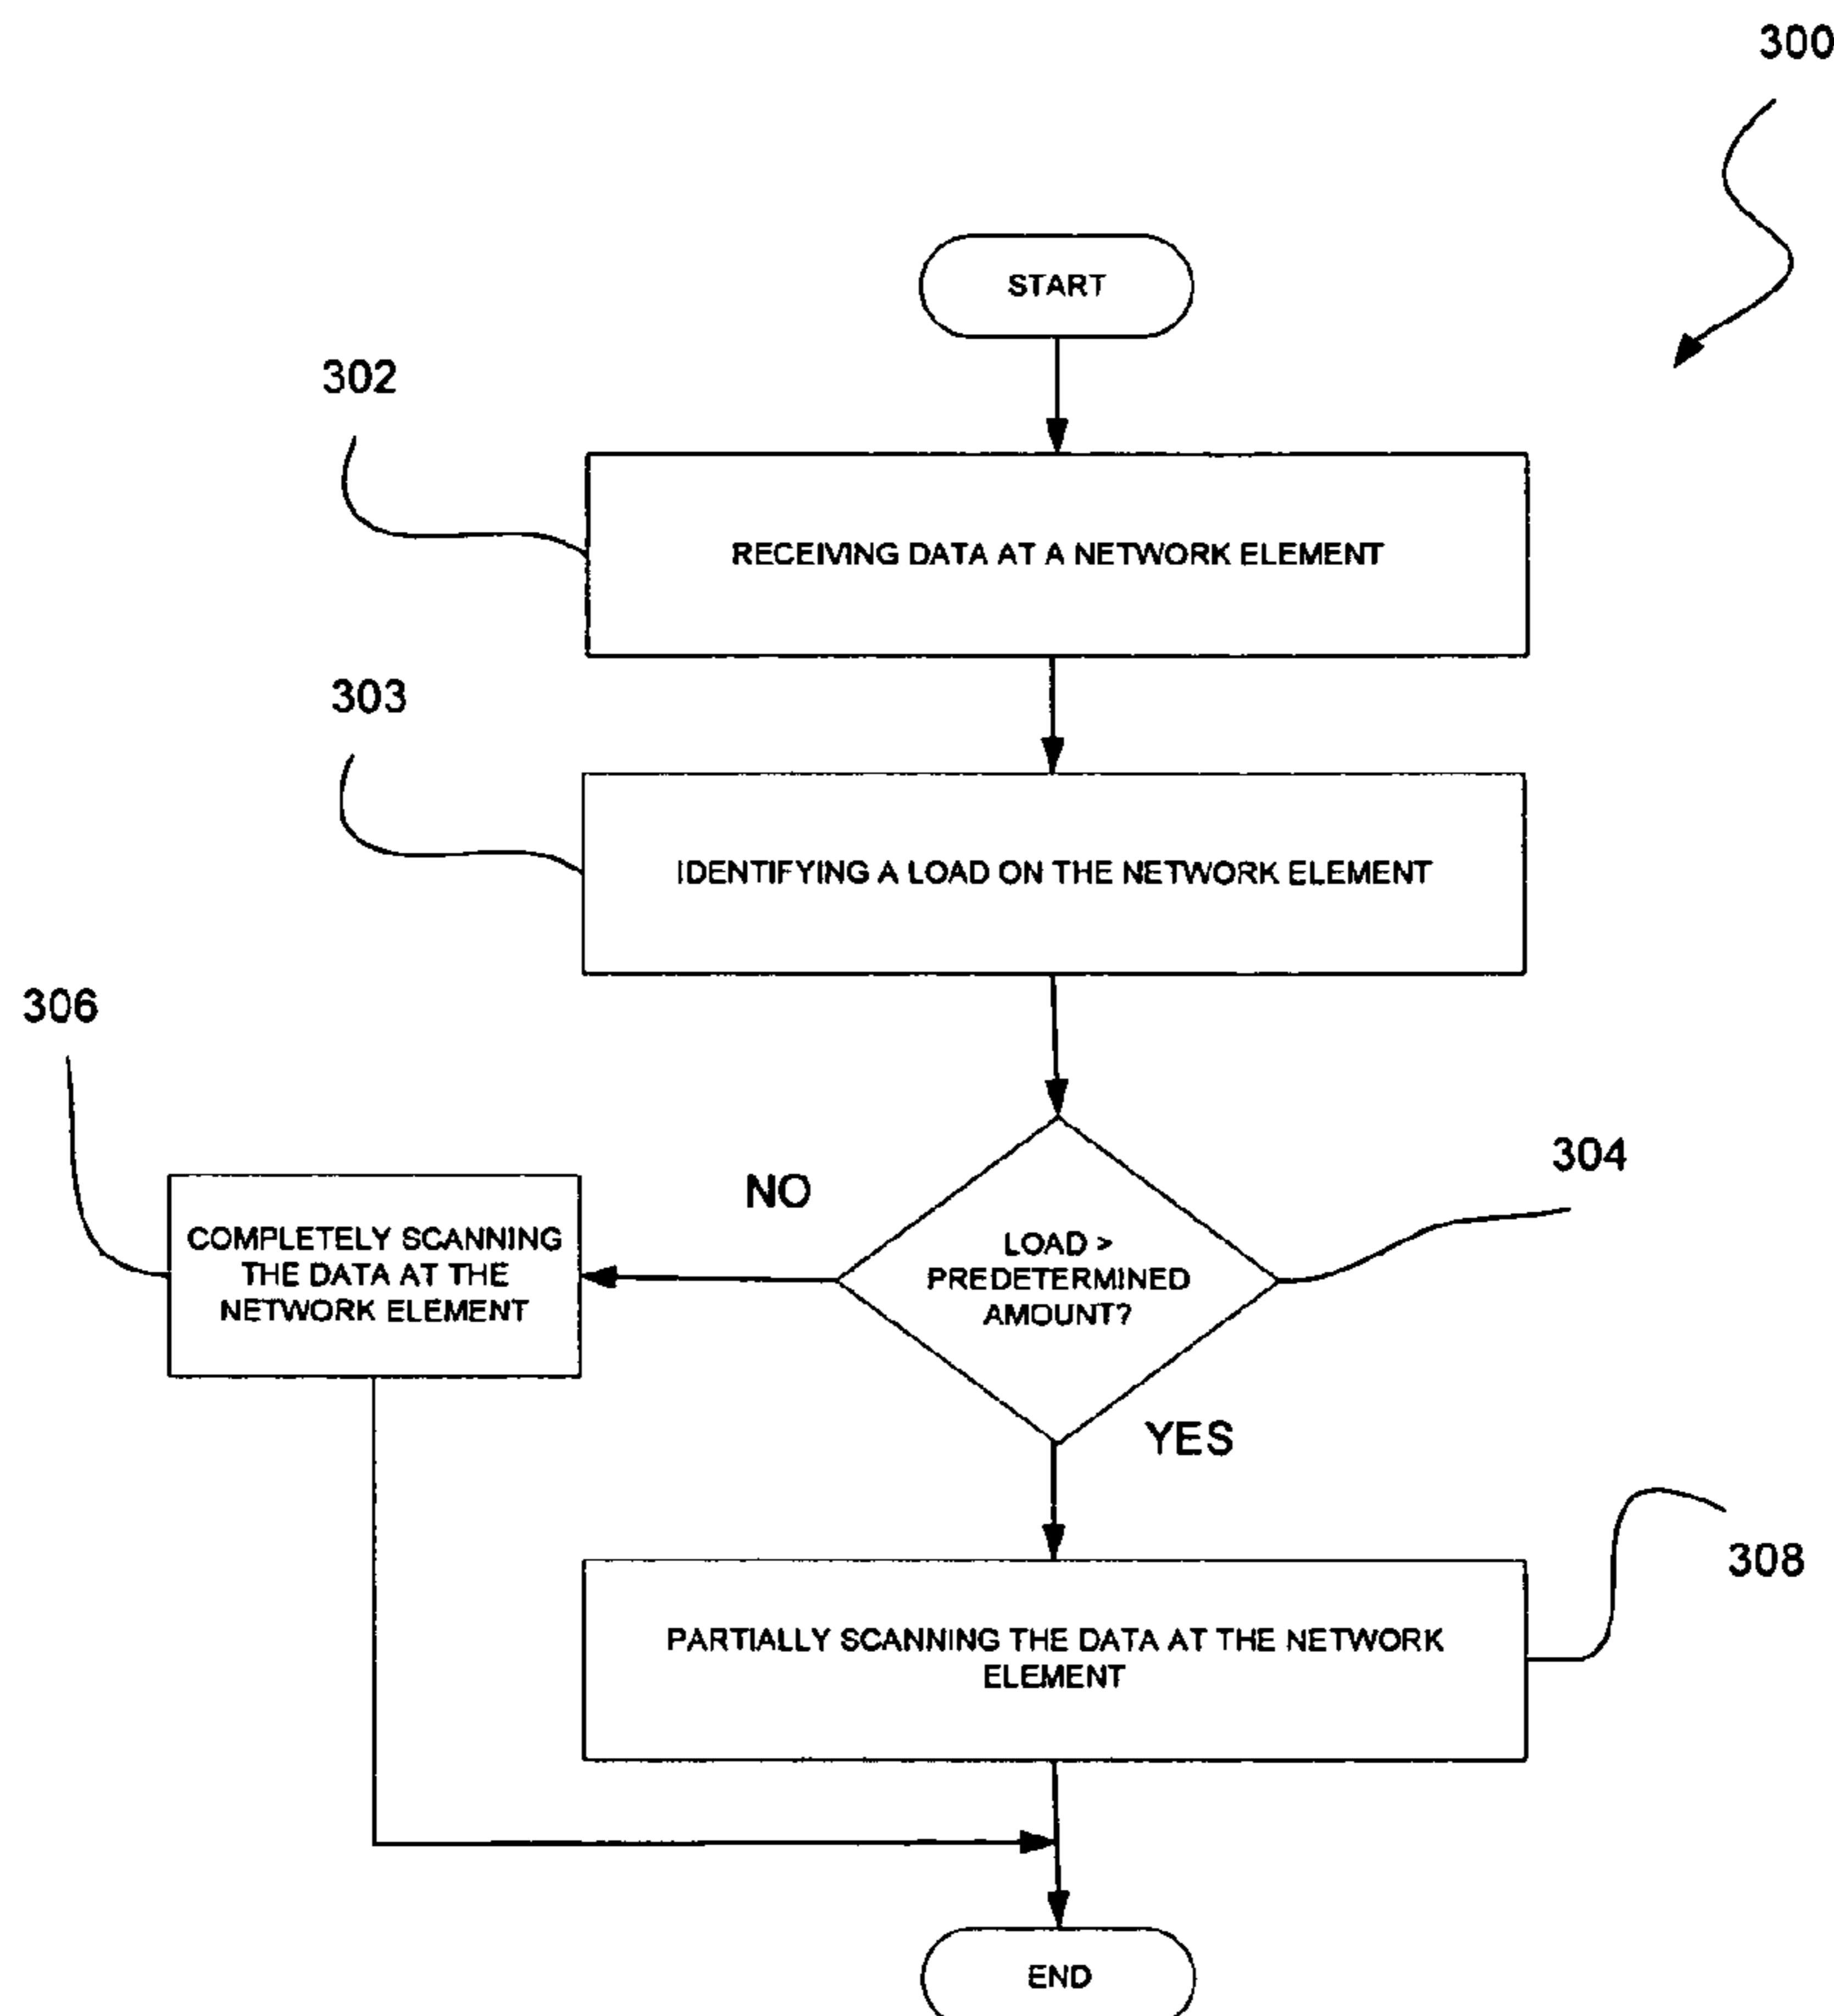 300
START
302
RECEIVING DATA AT A NETWORK ELEMENT
303
IDENTIFYING A LOAD ON THE NETWORK ELEMENT
306
304
NO
COMPLETELY SCANNING
THE DATA AT THE
NETWORK ELEMENT
LOAD >
PREDETERMINED
AMOUNT?
YES
308
PARTIALLY SCANNING THE DATA AT THE NETWORK
ELEMENT
END